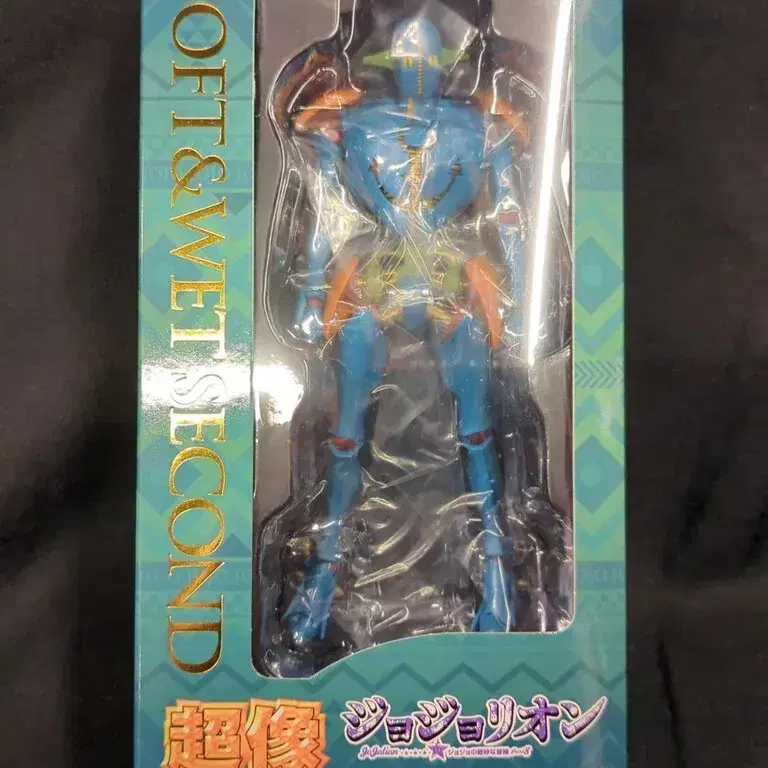 OFT&WET SECOND
超像
ジョジョリオン
JoJolion
ジョジョの奇妙な冒険 Part8